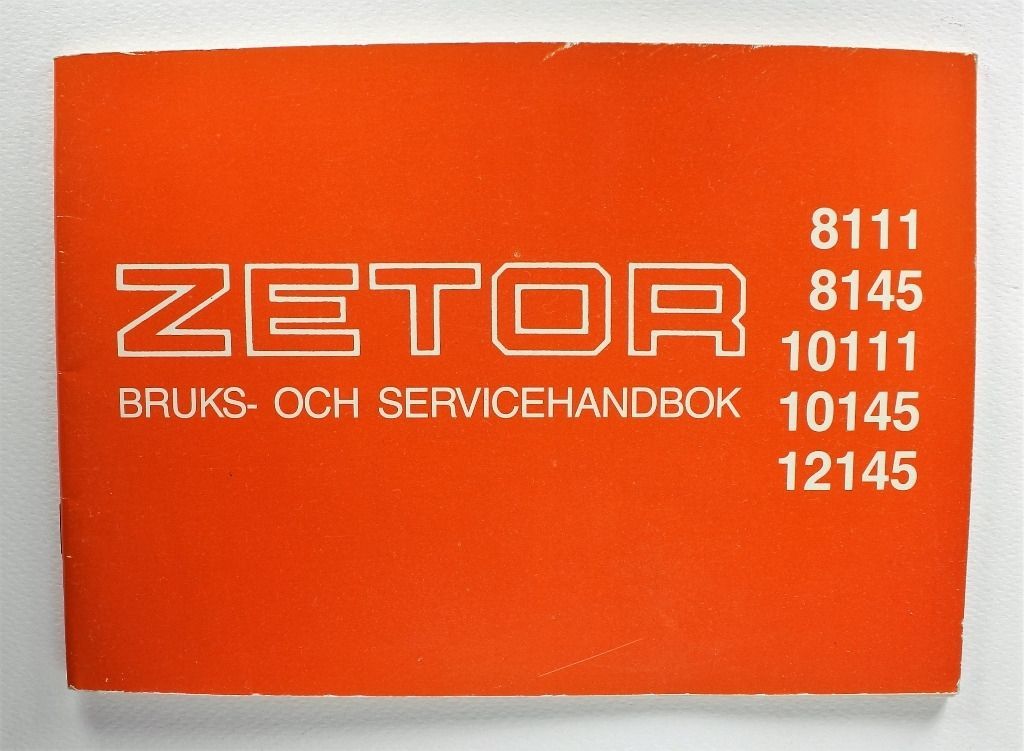 ZETOR
BRUKS- OCH SERVICEHANDBOK
8111
8145
10111
10145
12145